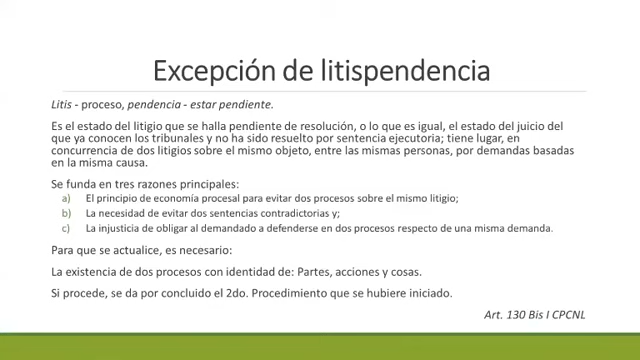 Excepción de litispendencia
Litis - proceso, pendencia - estar pendiente.
Es el estado del litigio que se halla pendiente de resolución, o lo que es igual, el estado del juicio del
que ya conocen los tribunales y no ha sido resuelto por sentencia ejecutoria; tiene lugar, en
concurrencia de dos litigios sobre el mismo objeto, entre las mismas personas, por demandas basadas
en la misma causa.
Se funda en tres razones principales:
a) El principio de economía procesal para evitar dos procesos sobre el mismo litigio;
b) La necesidad de evitar dos sentencias contradictorias y;
c) La injusticia de obligar al demandado a defenderse en dos procesos respecto de una misma demanda.
Para que se actualice, es necesario:
La existencia de dos procesos con identidad de: Partes, acciones y cosas.
Si procede, se da por concluido el 2do. Procedimiento que se hubiere iniciado.
Art. 130 Bis I CPCNL